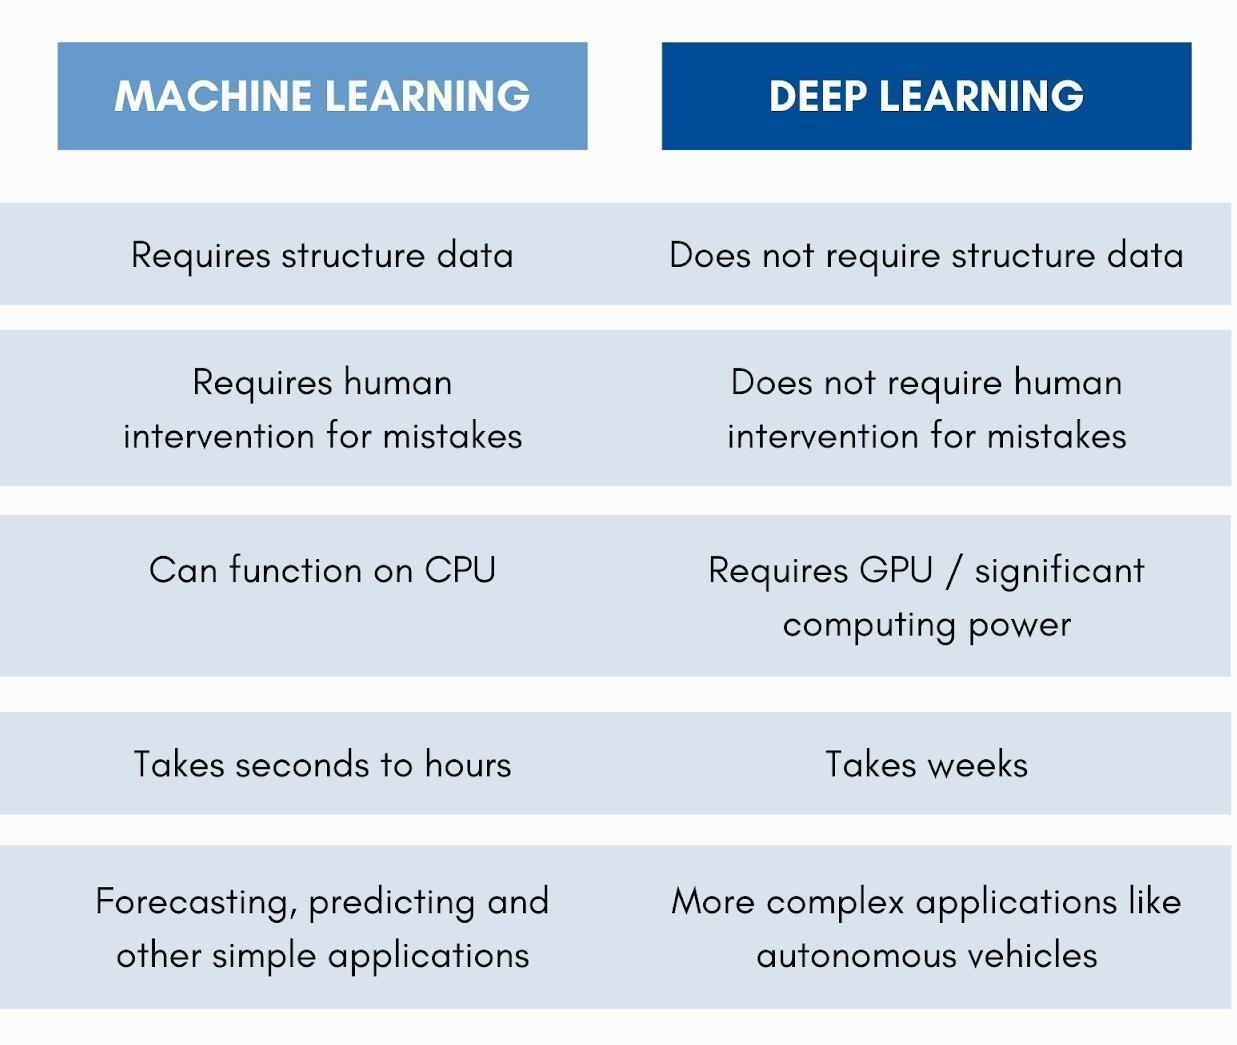 MACHINE LEARNING
DEEP LEARNING
Requires structure data
Does not require structure data
Requires human
intervention for mistakes
Does not require human
intervention for mistakes
Can function on CPU
Requires GPU / significant
computing power
Takes seconds to hours
Takes weeks
Forecasting, predicting and
other simple applications
More complex applications like
autonomous vehicles